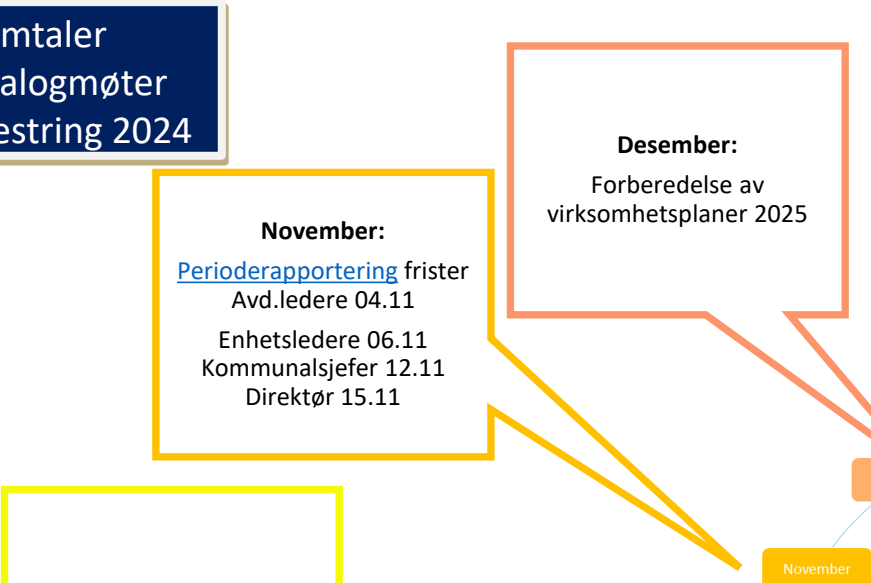 mtaler
alogmøter
estring 2024
Desember:
Forberedelse av
virksomhetsplaner 2025
November:
Perioderapportering frister
Avd.ledere 04.11
Enhetsledere 06.11
Kommunalsjefer 12.11
Direktør 15.11
November